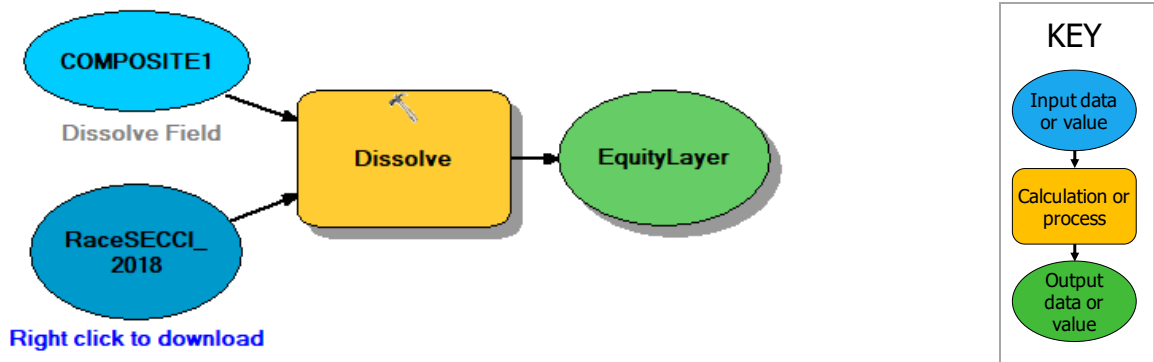 COMPOSITE1
Dissolve Field
Dissolve
EquityLayer
RaceSECCI_
2018
Right click to download
KEY
Input data
or value
Calculation or
process
Output
data or
value